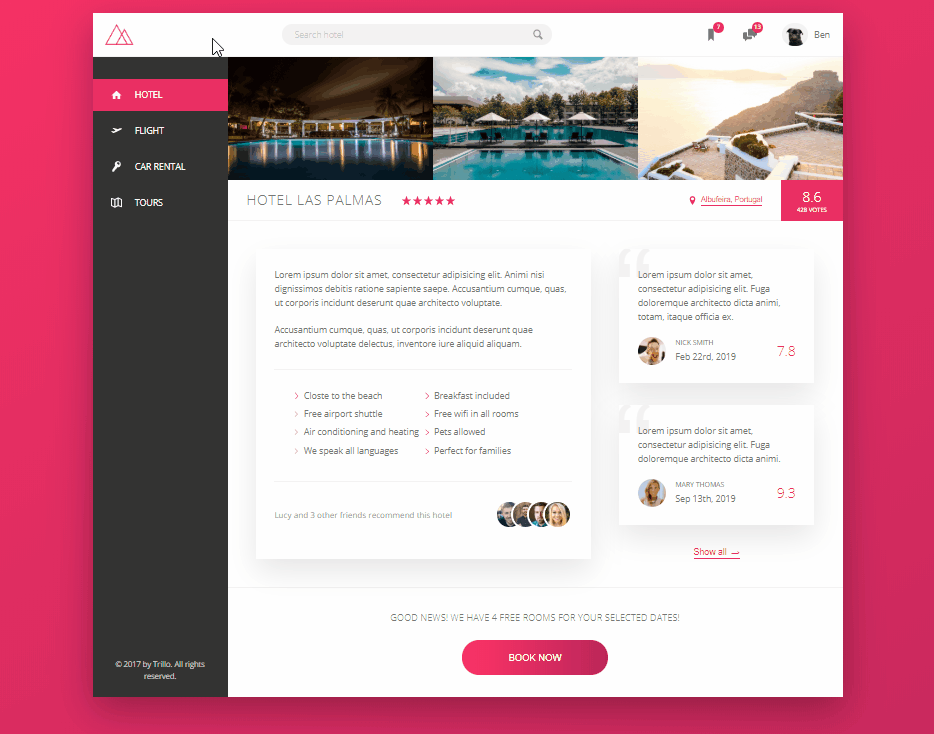 Search hotel
7
13
Ben
HOTEL
FLIGHT
CAR RENTAL
TOURS
HOTEL LAS PALMAS
Albufeira, Portugal
8.6
428 VOTES
Lorem ipsum dolor sit amet, consectetur adipisicing elit. Animi nisi
dignissimos debitis ratione sapiente saepe. Accusantium cumque, quas,
ut corporis incidunt deserunt quae architecto voluptate.
Accusantium cumque, quas, ut corporis incidunt deserunt quae
architecto voluptate delectus, inventore iure aliquid aliquam.
Closte to the beach
Breakfast included
Free airport shuttle
Free wifi in all rooms
Air conditioning and heating
Pets allowed
We speak all languages
Perfect for families
Lucy and 3 other friends recommend this hotel
“
Lorem ipsum dolor sit amet,
consectetur adipisicing elit. Fuga
doloremque architecto dicta animi,
totam, itaque officia ex.
NICK SMITH
Feb 22rd, 2019
7.8
“
Lorem ipsum dolor sit amet,
consectetur adipisicing elit. Fuga
doloremque architecto dicta animi.
MARY THOMAS
Sep 13th, 2019
9.3
Show all →
GOOD NEWS! WE HAVE 4 FREE ROOMS FOR YOUR SELECTED DATES!
BOOK NOW
© 2017 by Trillo. All rights
reserved.